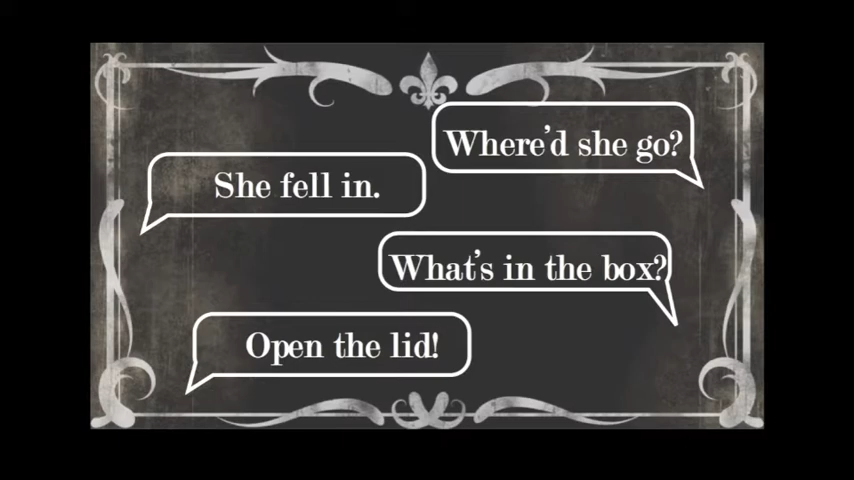 Where'd she go?
She fell in.
What's in the box?
Open the lid!